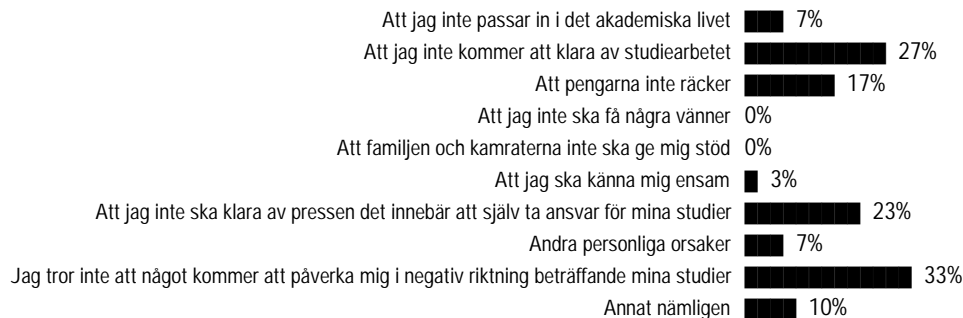 Att jag inte passar in i det akademiska livet 7%
Att jag inte kommer att klara av studiearbetet 27%
Att pengarna inte räcker 17%
Att jag inte ska få några vänner 0%
Att familjen och kamraterna inte ska ge mig stöd 0%
Att jag ska känna mig ensam 3%
Att jag inte ska klara av pressen det innebär att själv ta ansvar för mina studier 23%
Andra personliga orsaker 7%
Jag tror inte att något kommer att påverka mig i negativ riktning beträffande mina studier 33%
Annat nämligen 10%